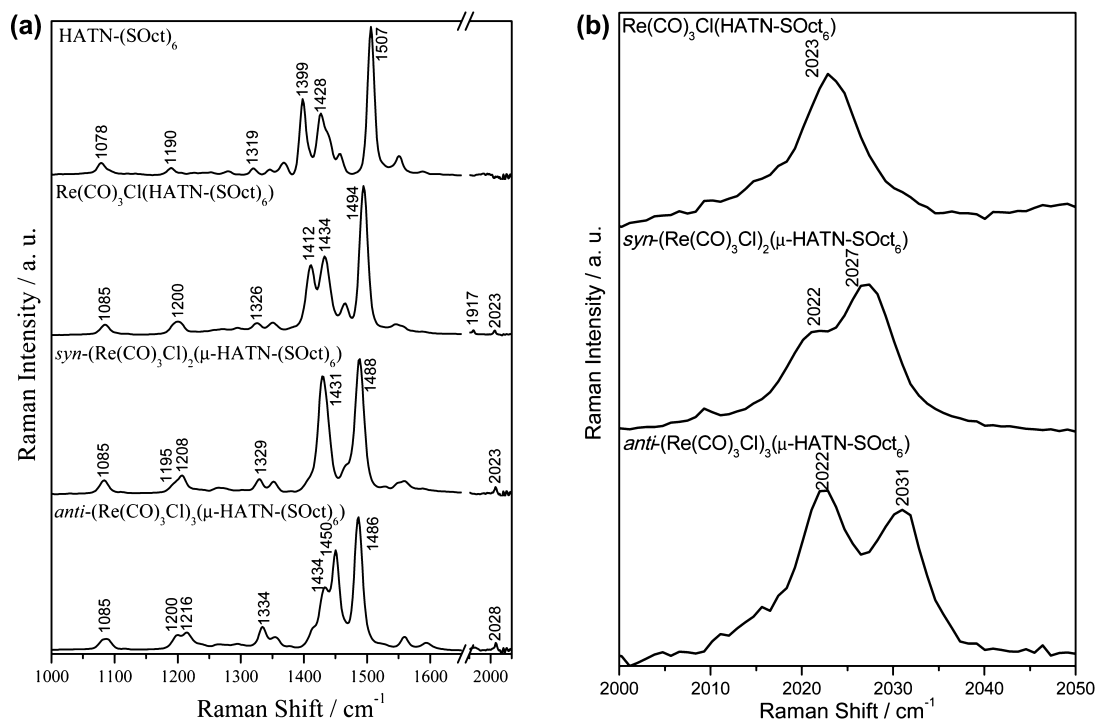 (a)
HATN-(SOct)₆
1078
1190
1319
1399
1428
1507
Re(CO)₃Cl(HATN-(SOct)₆)
1085
1200
1326
1412
1434
1494
1917
2023
syn-(Re(CO)₃Cl)₂(μ-HATN-(SOct)₆)
1085
1195
1208
1329
1431
1488
2023
anti-(Re(CO)₃Cl)₃(μ-HATN-(SOct)₆)
1085
1200
1216
1334
1434
1450
1486
2028
Raman Intensity / a. u.
1000 1100 1200 1300 1400 1500 1600 2000
Raman Shift / cm⁻¹
(b)
Re(CO)₃Cl(HATN-SOct₆)
2023
syn-(Re(CO)₃Cl)₂(μ-HATN-SOct₆)
2022
2027
anti-(Re(CO)₃Cl)₃(μ-HATN-SOct₆)
2022
2031
Raman Intensity / a. u.
2000 2010 2020 2030 2040 2050
Raman Shift / cm⁻¹